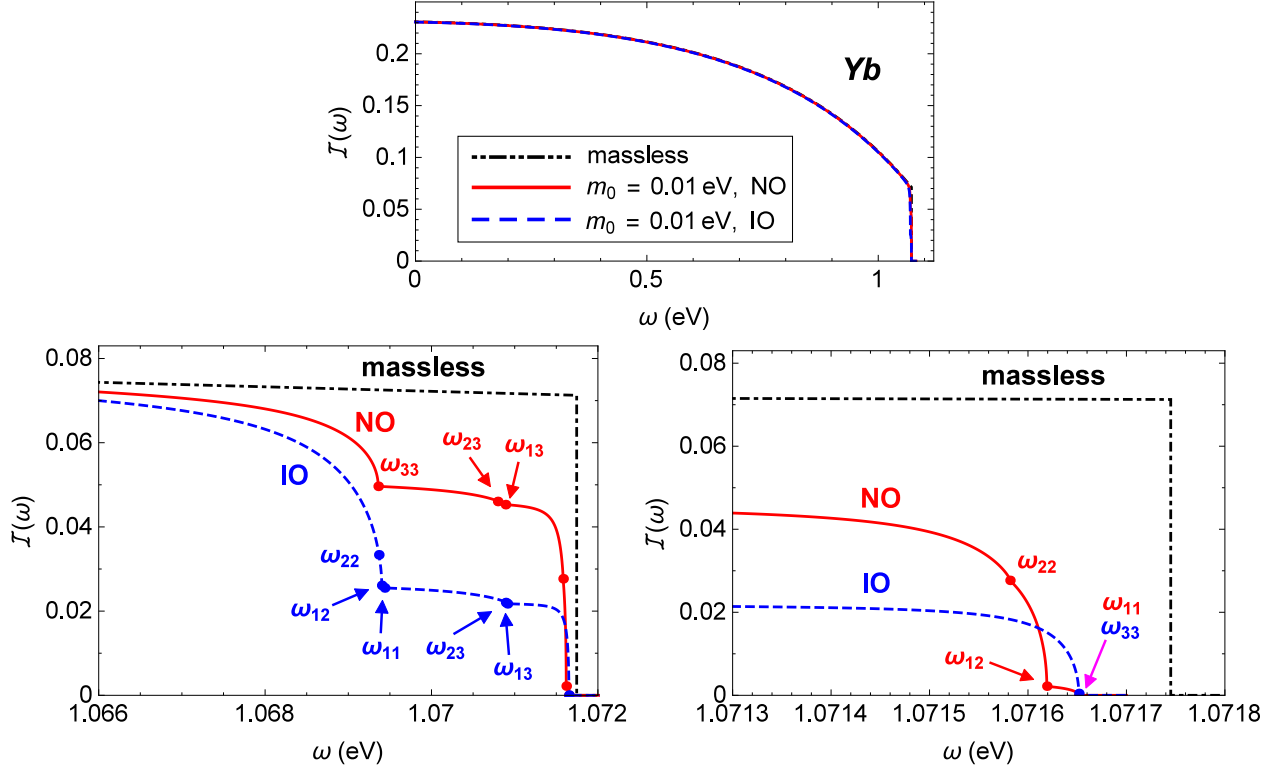 0.2
0.15
0.1
0.05
0
I(ω)
Yb
massless
m₀ = 0.01 eV, NO
m₀ = 0.01 eV, IO
0 0.5 1
ω (eV)
0.08
0.06
0.04
0.02
0
I(ω)
massless
NO
IO
ω₃₃
ω₂₃
ω₁₃
ω₂₂
ω₁₂
ω₁₁
ω₂₃
ω₁₃
1.066 1.068 1.07 1.072
ω (eV)
0.08
0.06
0.04
0.02
0.00
I(ω)
massless
NO
IO
ω₂₂
ω₁₁
ω₃₃
ω₁₂
1.0713 1.0714 1.0715 1.0716 1.0717 1.0718
ω (eV)